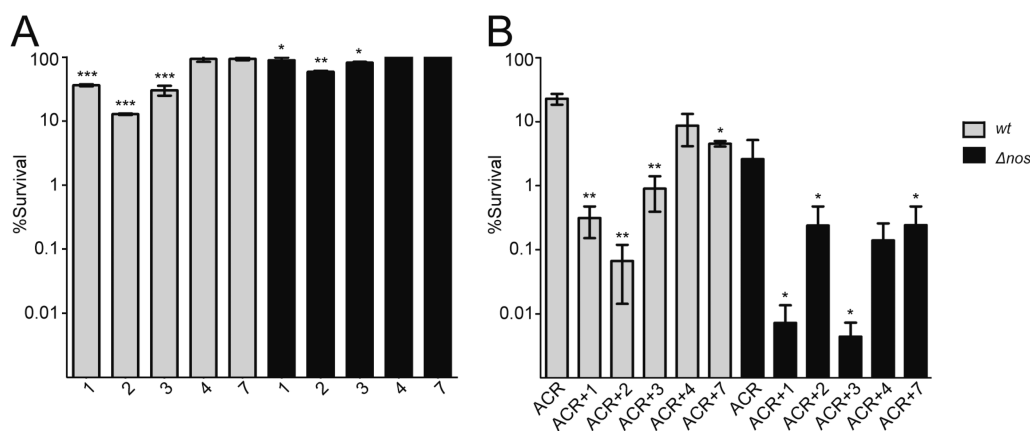 A
B
%Survival
100
10
1
0.1
0.01
***
***
***
*
**
*
1
2
3
4
7
1
2
3
4
7
%Survival
100
10
1
0.1
0.01
**
**
**
*
*
*
*
*
ACR
ACR+1
ACR+2
ACR+3
ACR+4
ACR+7
ACR
ACR+1
ACR+2
ACR+3
ACR+4
ACR+7
wt
Δnos